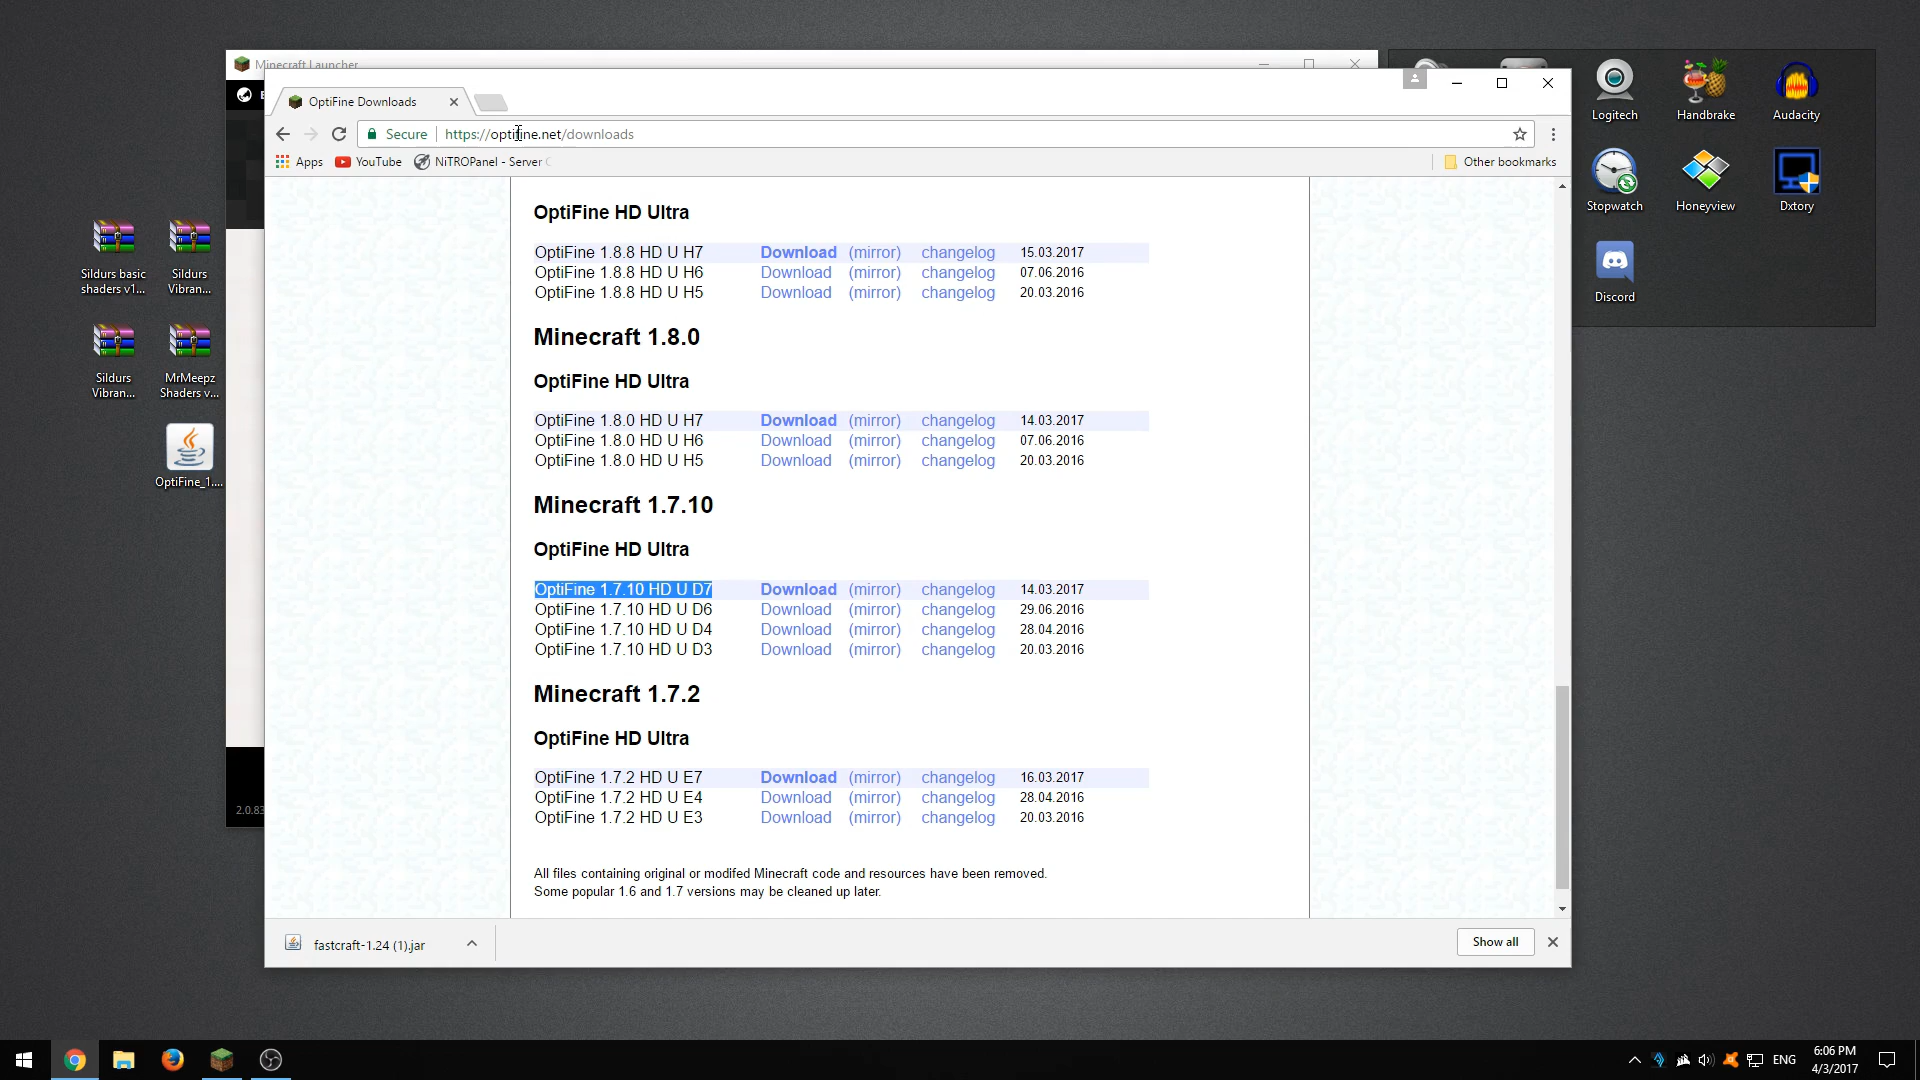 Minecraft Launcher
OptiFine Downloads
Secure https://optifine.net/downloads
Apps YouTube NiTROPanel - Server Other bookmarks
OptiFine HD Ultra
OptiFine 1.8.8 HD U H7 Download (mirror) changelog 15.03.2017
OptiFine 1.8.8 HD U H6 Download (mirror) changelog 07.06.2016
OptiFine 1.8.8 HD U H5 Download (mirror) changelog 20.03.2016
Minecraft 1.8.0
OptiFine HD Ultra
OptiFine 1.8.0 HD U H7 Download (mirror) changelog 14.03.2017
OptiFine 1.8.0 HD U H6 Download (mirror) changelog 07.06.2016
OptiFine 1.8.0 HD U H5 Download (mirror) changelog 20.03.2016
Minecraft 1.7.10
OptiFine HD Ultra
OptiFine 1.7.10 HD U D7 Download (mirror) changelog 14.03.2017
OptiFine 1.7.10 HD U D6 Download (mirror) changelog 29.06.2016
OptiFine 1.7.10 HD U D4 Download (mirror) changelog 28.04.2016
OptiFine 1.7.10 HD U D3 Download (mirror) changelog 20.03.2016
Minecraft 1.7.2
OptiFine HD Ultra
OptiFine 1.7.2 HD U E7 Download (mirror) changelog 16.03.2017
OptiFine 1.7.2 HD U E4 Download (mirror) changelog 28.04.2016
OptiFine 1.7.2 HD U E3 Download (mirror) changelog 20.03.2016
All files containing original or modifed Minecraft code and resources have been removed.
Some popular 1.6 and 1.7 versions may be cleaned up later.
fastcraft-1.24 (1).jar Show all
Sildurs basic
shaders v1...
Sildurs
Vibran...
Sildurs
Vibran...
MrMeepz
Shaders v...
OptiFine_1....
2.0.83
Logitech Handbrake Audacity
Stopwatch Honeyview Dxtory
Discord
ENG
6:06 PM
4/3/2017